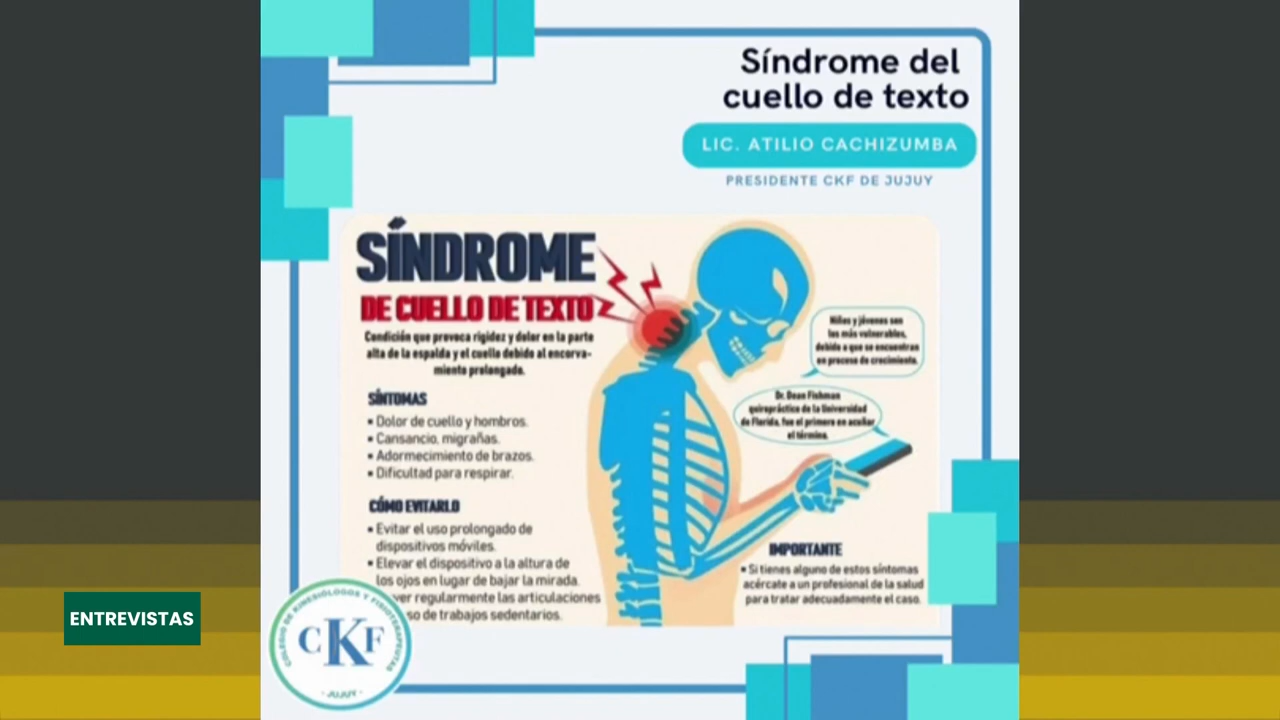 Síndrome del
cuello de texto
LIC. ATILIO CACHIZUMBA
PRESIDENTE CKF DE JUJUY
SÍNDROME
DE CUELLO DE TEXTO
Condición que provoca rigidez y dolor en la parte
alta de la espalda y el cuello debido al encorva-
miento prolongado.
SÍNTOMAS
▪ Dolor de cuello y hombros.
▪ Cansancio, migrañas.
▪ Adormecimiento de brazos.
▪ Dificultad para respirar.
CÓMO EVITARLO
▪ Evitar el uso prolongado de
dispositivos móviles.
▪ Elevar el dispositivo a la altura de
los ojos en lugar de bajar la mirada.
ver regularmente las articulaciones
so de trabajos sedentarios.
Niños y jóvenes son
los más vulnerables,
debido a que se encuentran
en proceso de crecimiento.
Dr. Dean Fishman
quiropráctico de la Universidad
de Florida, fue el primero en acuñar
el término.
IMPORTANTE
▪ Si tienes alguno de estos síntomas
acércate a un profesional de la salud
para tratar adecuadamente el caso.
COLEGIO DE KINESIÓLOGOS Y FISIOTERAPEUTAS
CKF
· JUJUY ·
ENTREVISTAS